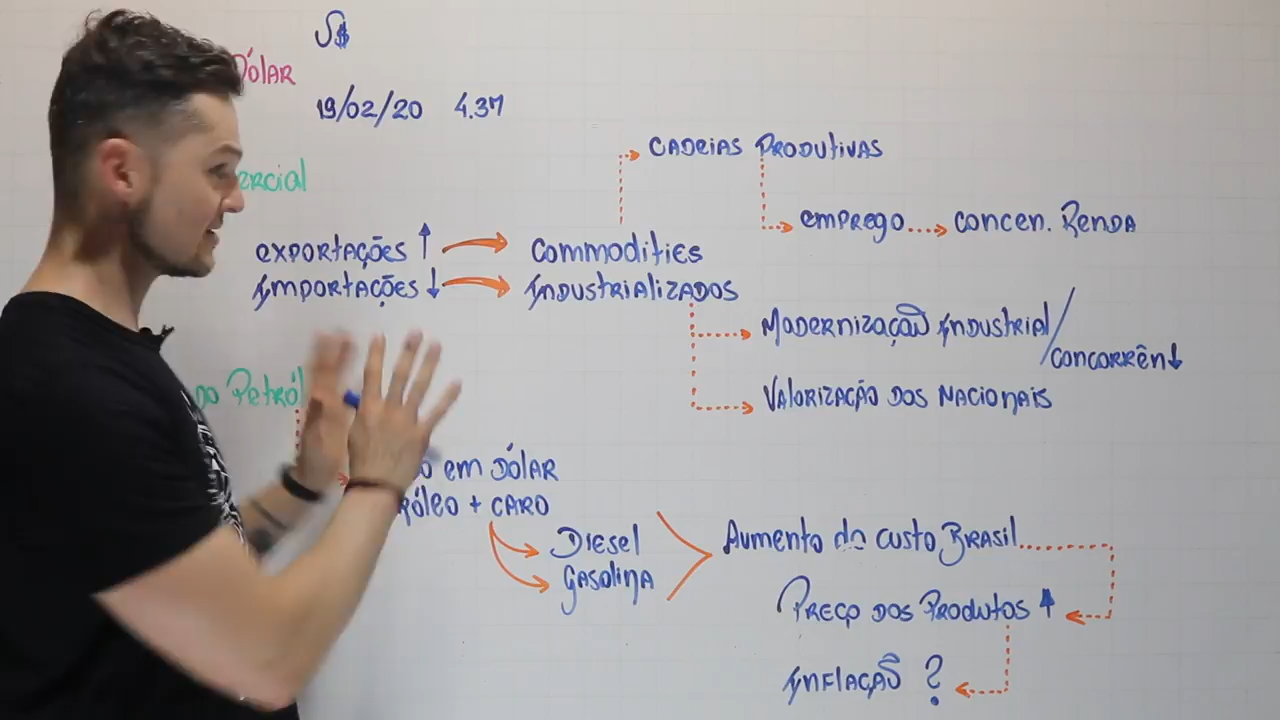 U$
Dólar
19/02/20 4.37
ercial
cadeias Produtivas
emprego concen. Renda
exportações commodities
importações industrializados
Modernização industrial/
concorrên
no Petról
Valorização dos nacionais
o em dólar
róleo + caro
Diesel
gasolina
Aumento do custo Brasil
Preço dos Produtos
inflação ?